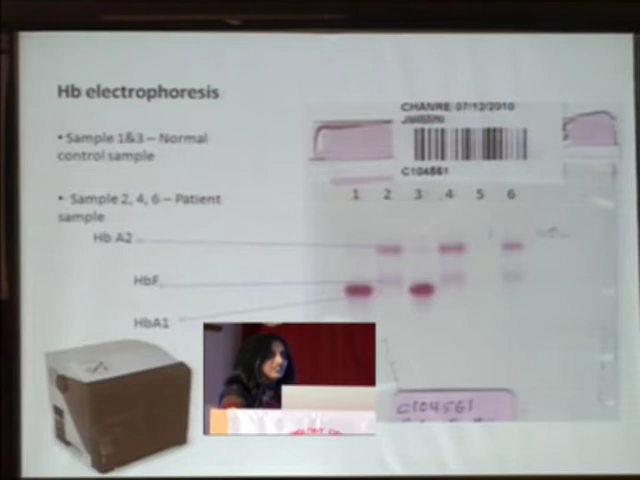 Hb electrophoresis
• Sample 1&3 – Normal
control sample
• Sample 2, 4, 6 – Patient
sample
Hb A2
HbF
HbA1
CHANRE 07/12/2010
C104561
1 2 3 4 5 6
C104561